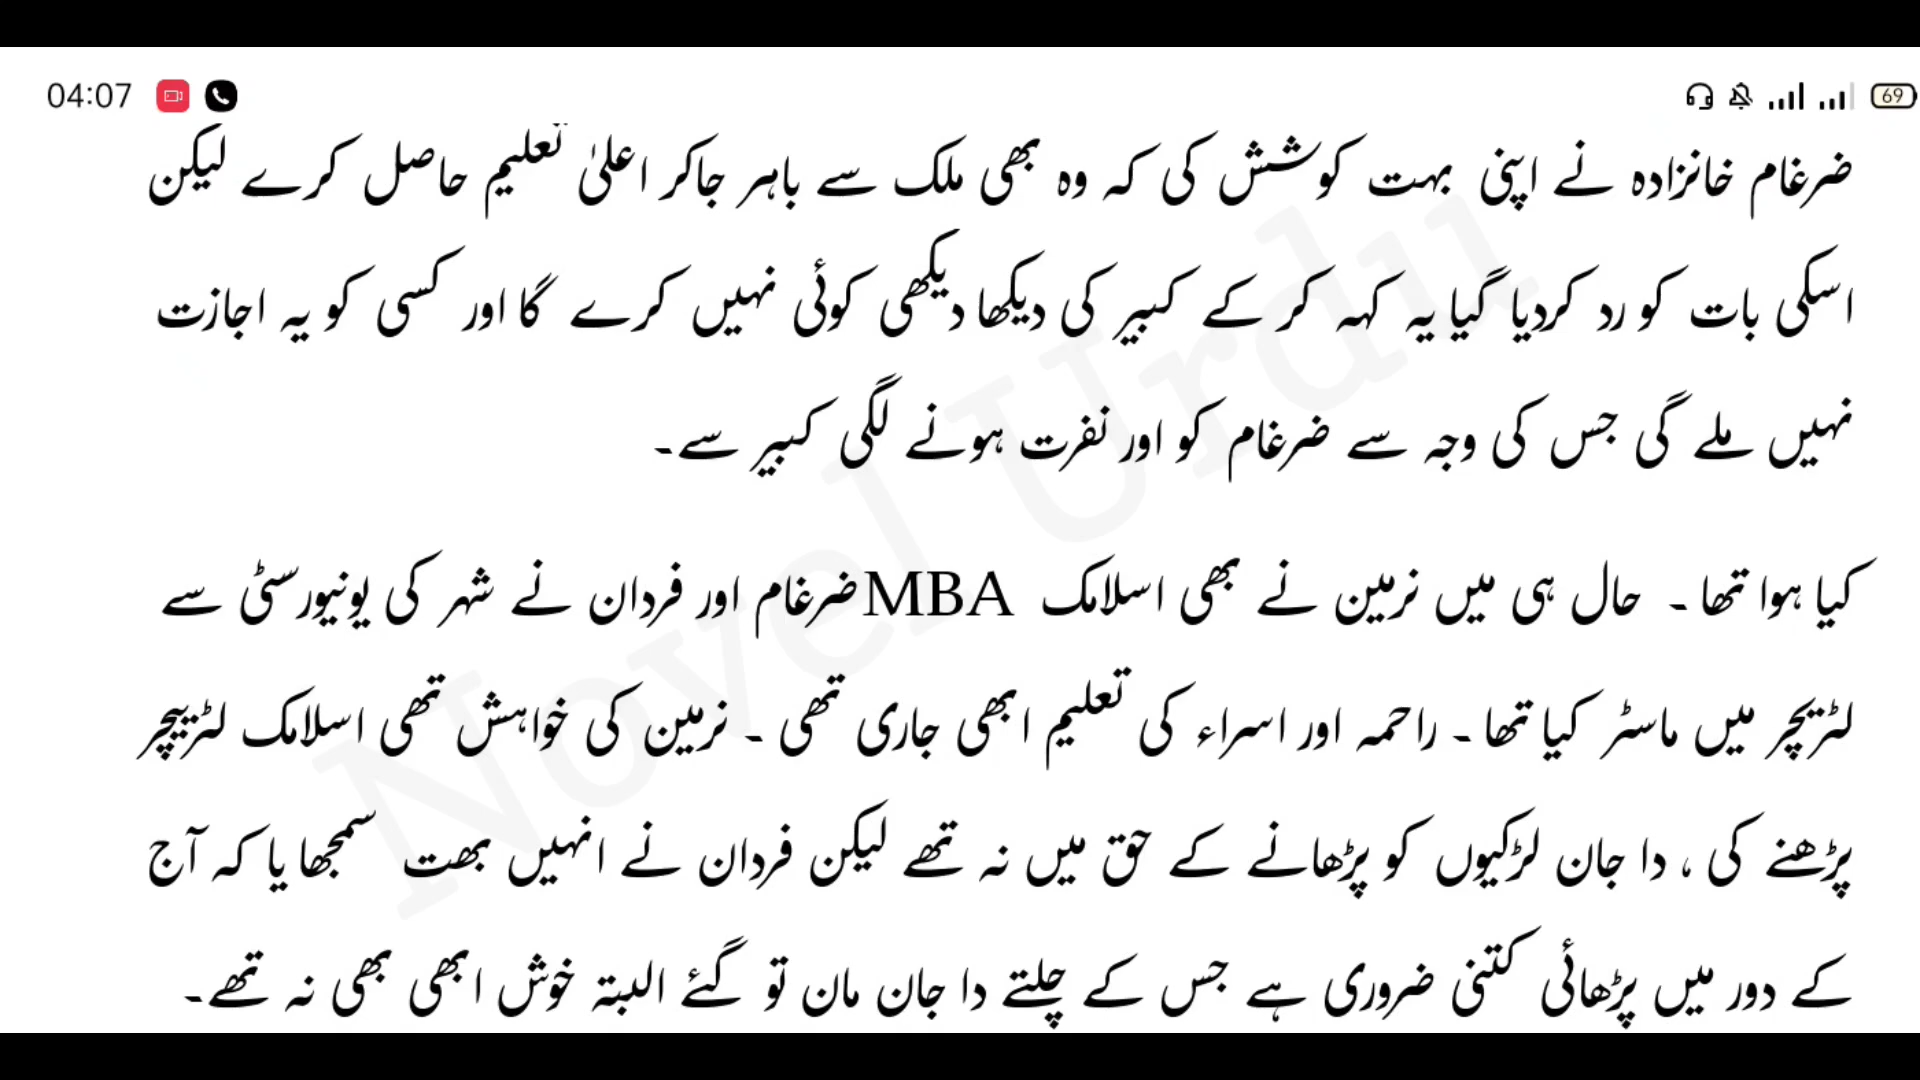 04:07
69
ضرغام خانزادہ نے اپنی بہت کوشش کی کہ وہ بھی ملک سے باہر جاکر اعلیٰ تعلیم حاصل کرے لیکن
اسکی بات کو رد کردیا گیا یہ کہہ کر کے کبیر کی دیکھا دیکھی کوئی نہیں کرے گا اور کسی کو یہ اجازت
نہیں ملے گی جس کی وجہ سے ضرغام کو اور نفرت ہونے لگی کبیر سے۔
کیا ہوا تھا۔ حال ہی میں نرمین نے بھی اسلامک MBA ضرغام اور فردان نے شہر کی یونیورسٹی سے
لٹریچر میں ماسٹر کیا تھا۔ راحمہ اور اسراء کی تعلیم ابھی جاری تھی۔ نرمین کی خواہش تھی اسلامک لٹریچر
پڑھنے کی، دا جان لڑکیوں کو پڑھانے کے حق میں نہ تھے لیکن فردان نے انہیں بھت سمجھایا کہ آج
کے دور میں پڑھائی کتنی ضروری ہے جس کے چلتے دا جان مان تو گئے البتہ خوش ابھی بھی نہ تھے۔
Novel Urdu